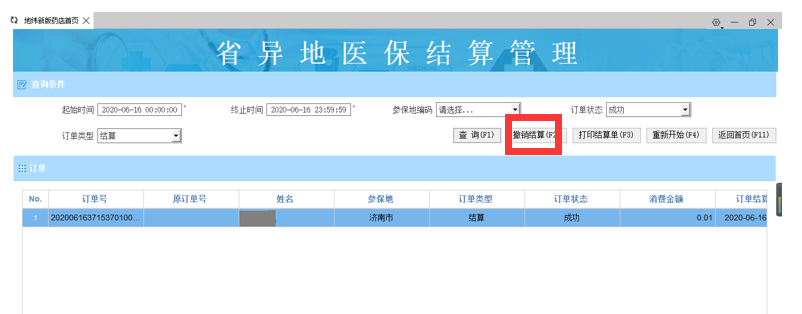 地纬新版药店首页
省异地医保结算管理
查询条件
起始时间 2020-06-16 00:00:00 * 终止时间 2020-06-16 23:59:59 * 参保地编码 请选择... 订单状态 成功
订单类型 结算 查 询(F1) 撤销结算(F2 打印结算单(F3) 重新开始(F4) 返回首页(F11)
订单
No. 订单号 原订单号 姓名 参保地 订单类型 订单状态 消费金额 订单结算
1 202006163715370100... 济南市 结算 成功 0.01 2020-06-16